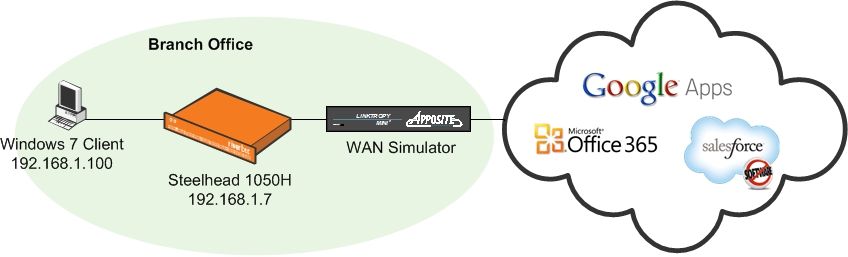 Branch Office
Windows 7 Client
192.168.1.100
Steelhead 1050H
192.168.1.7
LINKTROPY
MINI
APPOSITE
WAN Simulator
Google Apps
Microsoft®
Office 365
salesforce
SOFTWARE